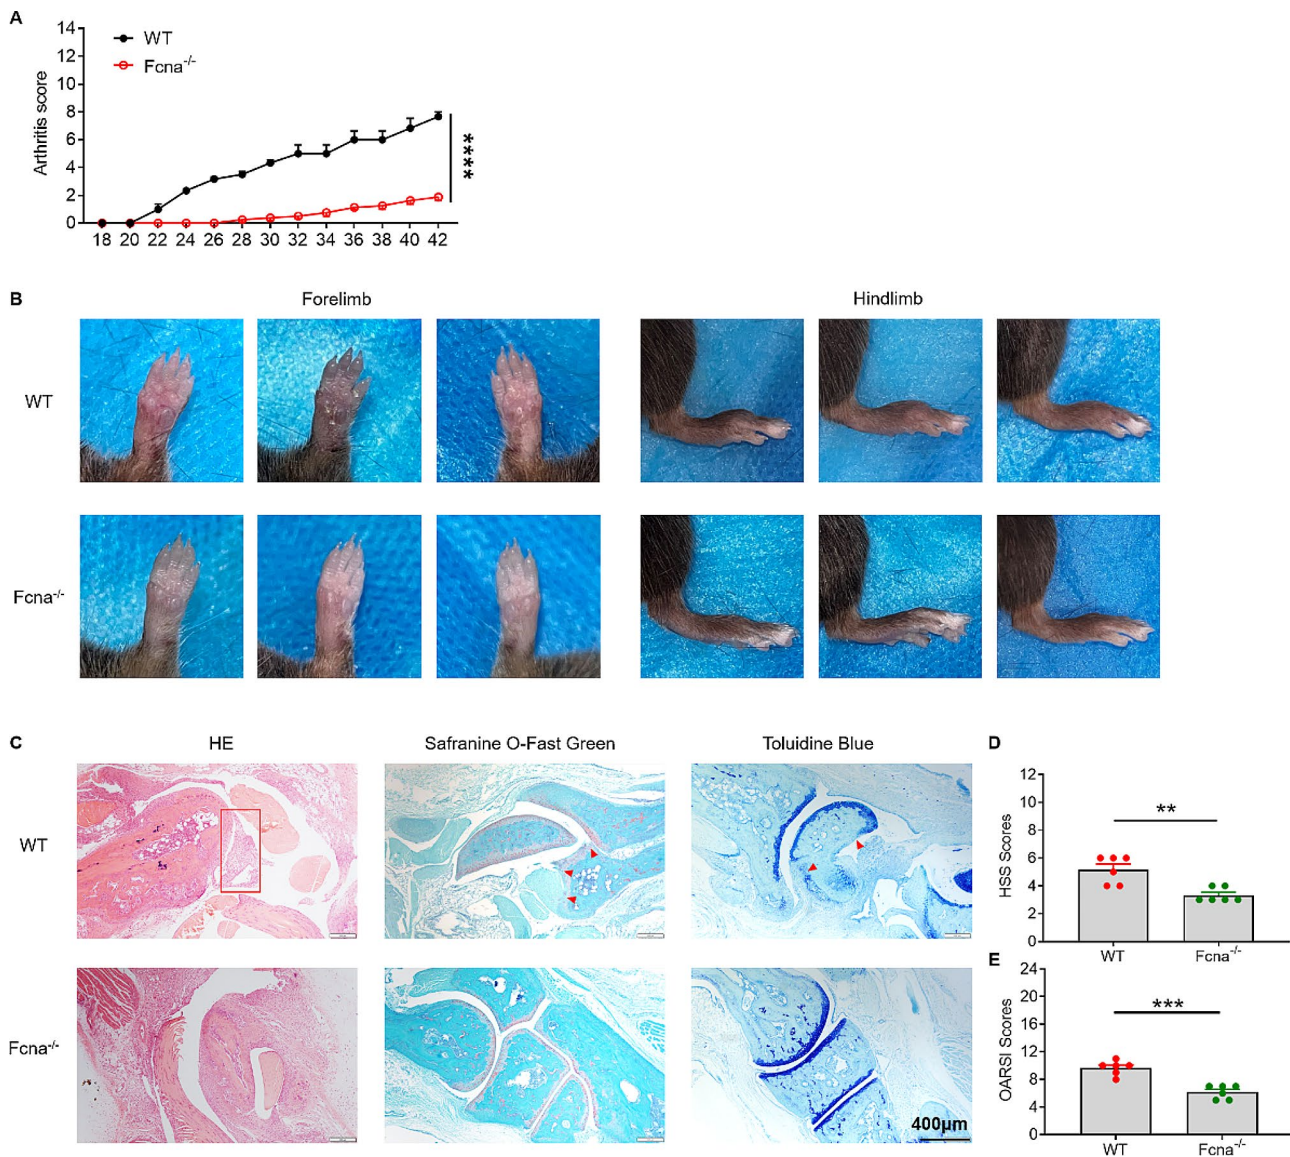 A
14
12
10
8
6
4
2
0
Arthritis score
WT
Fcna-/-
****
18 20 22 24 26 28 30 32 34 36 38 40 42
B
Forelimb
Hindlimb
WT
Fcna-/-
C
HE
Safranine O-Fast Green
Toluidine Blue
WT
Fcna-/-
400μm
D
12
10
8
6
4
2
0
HSS Scores
**
WT
Fcna-/-
E
24
20
16
12
8
4
0
OARSI Scores
***
WT
Fcna-/-